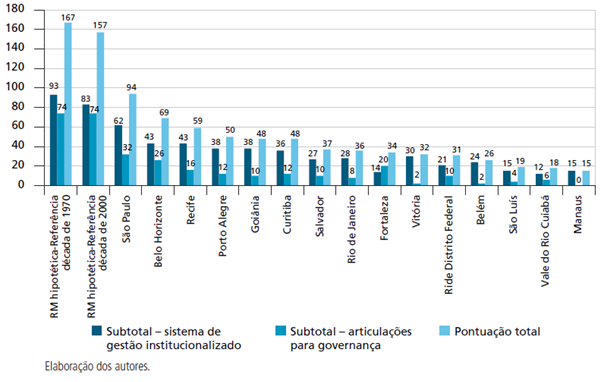 180
160
140
120
100
80
60
40
20
0
93
74
167
83
74
157
62
32
94
43
26
69
43
16
59
38
12
50
38
10
48
36
12
48
27
10
37
28
8
36
14
20
34
30
2
32
21
10
31
24
2
26
15
4
19
12
6
18
15
0
15
RM hipotética-Referência
década de 1970
RM hipotética-Referência
década de 2000
São Paulo
Belo Horizonte
Recife
Porto Alegre
Goiânia
Curitiba
Salvador
Rio de Janeiro
Fortaleza
Vitória
Ride Distrito Federal
Belém
São Luís
Vale do Rio Cuiabá
Manaus
Subtotal – sistema de
gestão institucionalizado
Subtotal – articulações
para governança
Pontuação total
Elaboração dos autores.